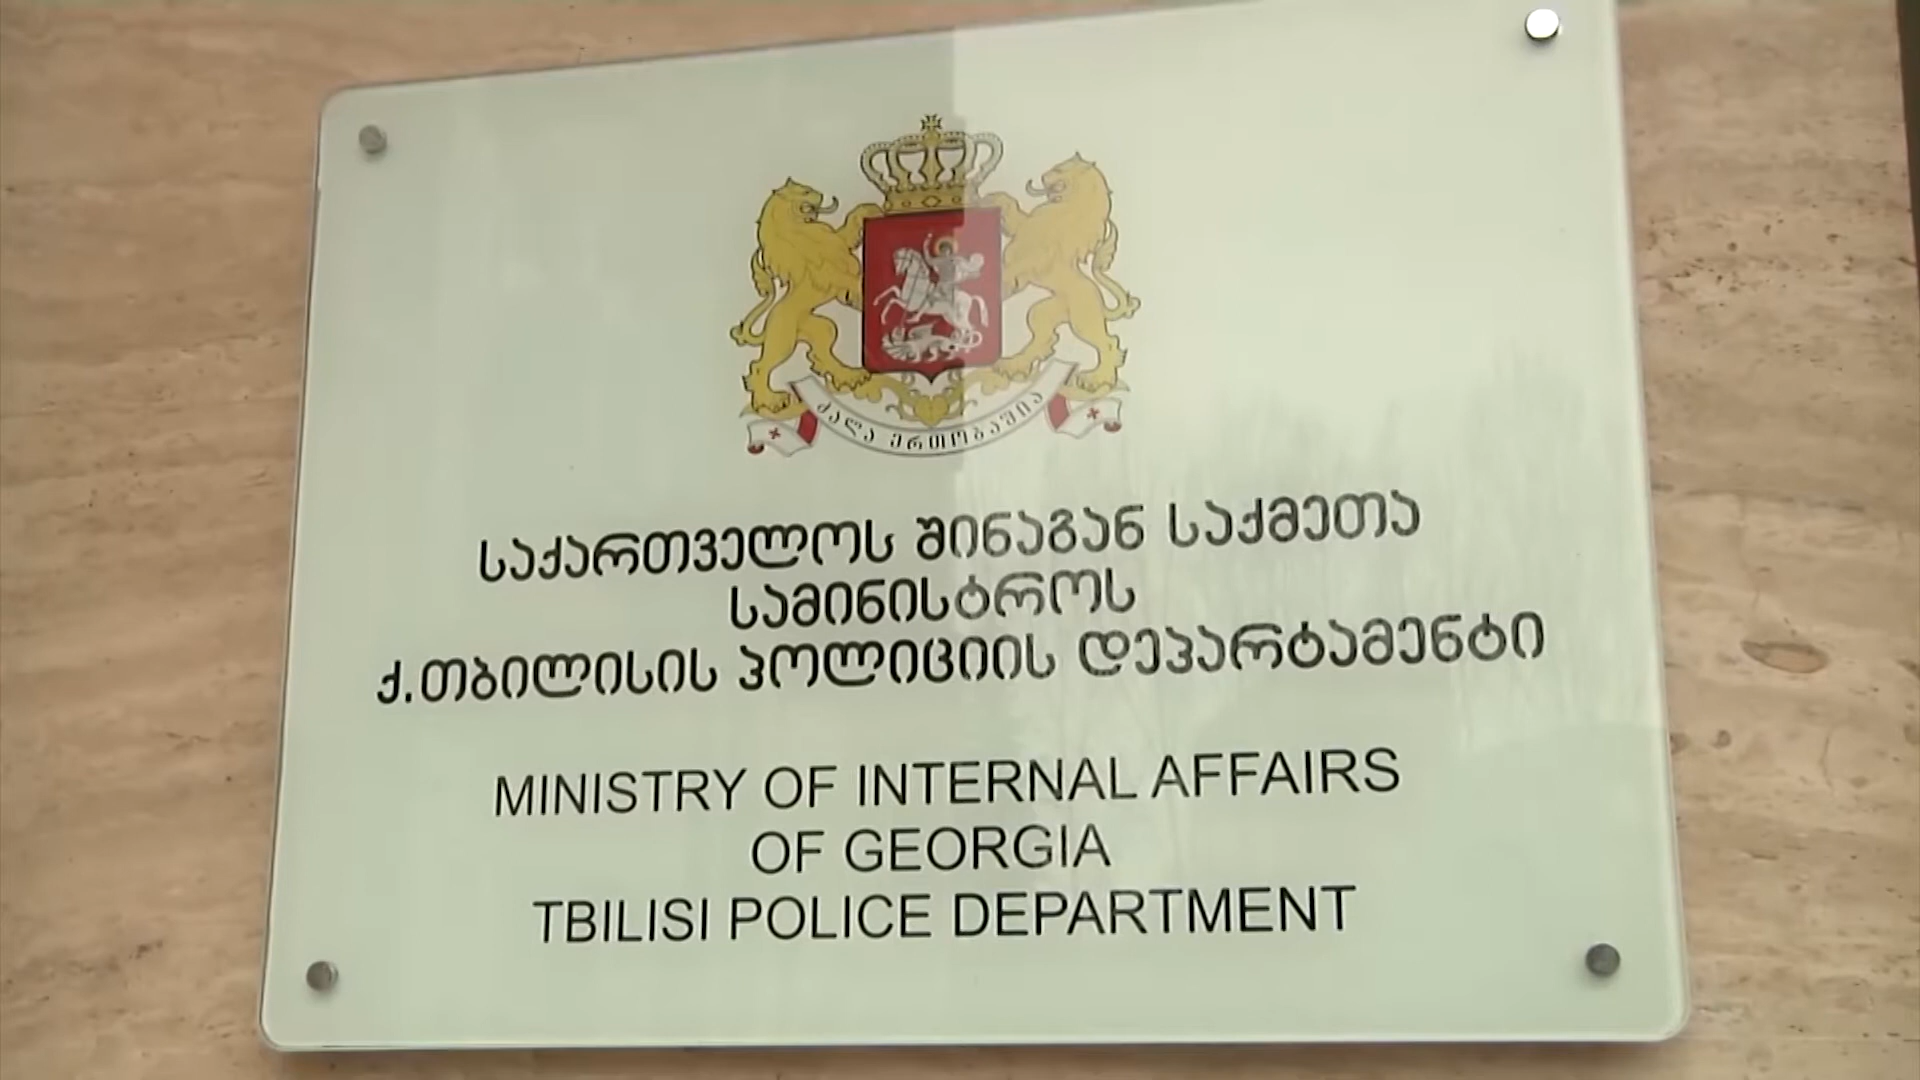 ძალა ერთობაშია
საქართველოს შინაგან საქმეთა
სამინისტროს
ქ.თბილისის პოლიციის დეპარტამენტი
MINISTRY OF INTERNAL AFFAIRS
OF GEORGIA
TBILISI POLICE DEPARTMENT